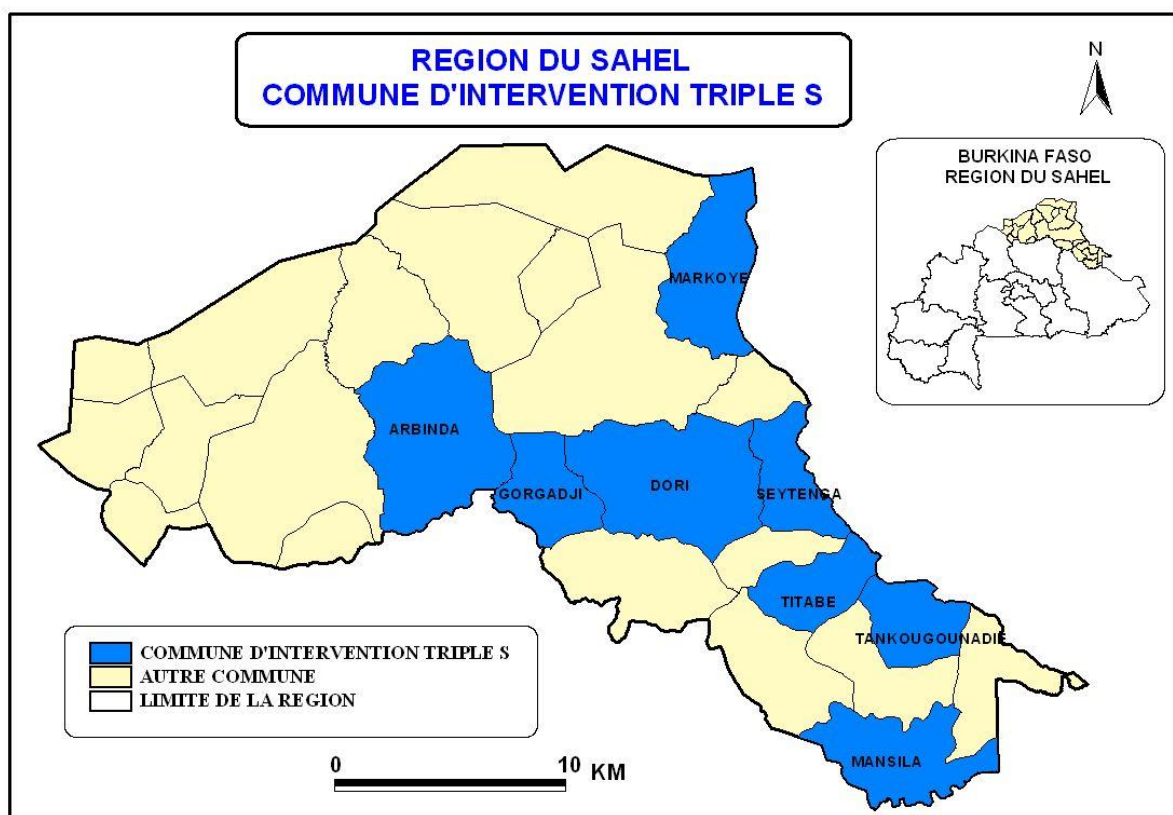 REGION DU SAHEL
COMMUNE D'INTERVENTION TRIPLE S
N
BURKINA FASO
REGION DU SAHEL
MARKOYE
ARBINDA
GORGADJI
DORI
SEYTENGA
TITABE
TANKOUGOUNADIE
MANSILA
COMMUNE D'INTERVENTION TRIPLE S
AUTRE COMMUNE
LIMITE DE LA REGION
0 10 KM